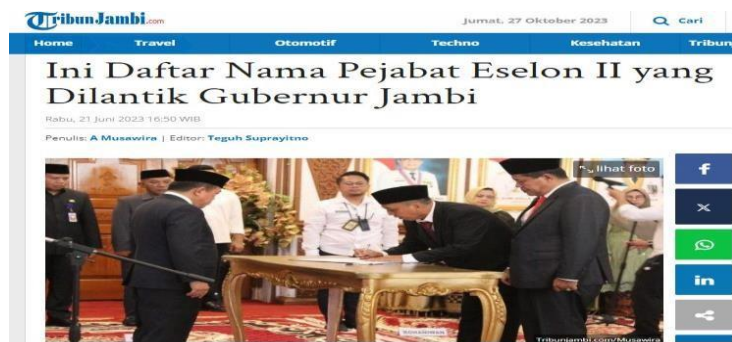 TribunJambi.com
Jumat, 27 Oktober 2023
Cari
Home Travel Otomotif Techno Kesehatan Tribun
Ini Daftar Nama Pejabat Eselon II yang
Dilantik Gubernur Jambi
Rabu, 21 Juni 2023 16:50 WIB
Penulis: A Musawira | Editor: Teguh Suprayitno
lihat foto
Tribunjambi.com/Musawira